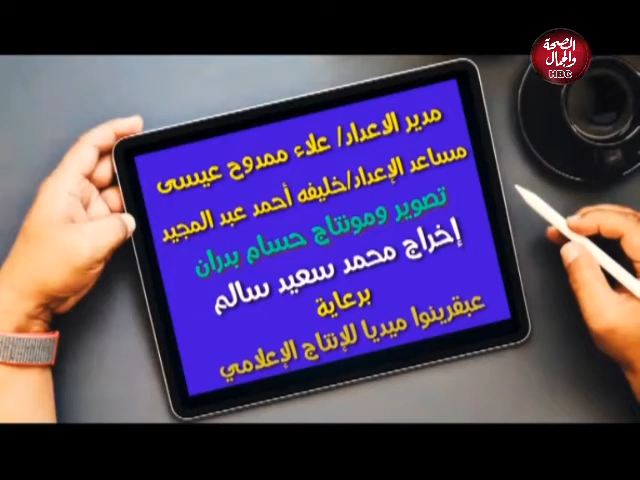 الصحة
والجمال
HBC
مدير الاعداد/ علاء ممدوح عيسى
مساعد الإعداد/خليفه أحمد عبد المجيد
تصوير ومونتاج حسام بدران
إخراج محمد سعيد سالم
برعاية
عبقرينوا ميديا للإنتاج الإعلامي